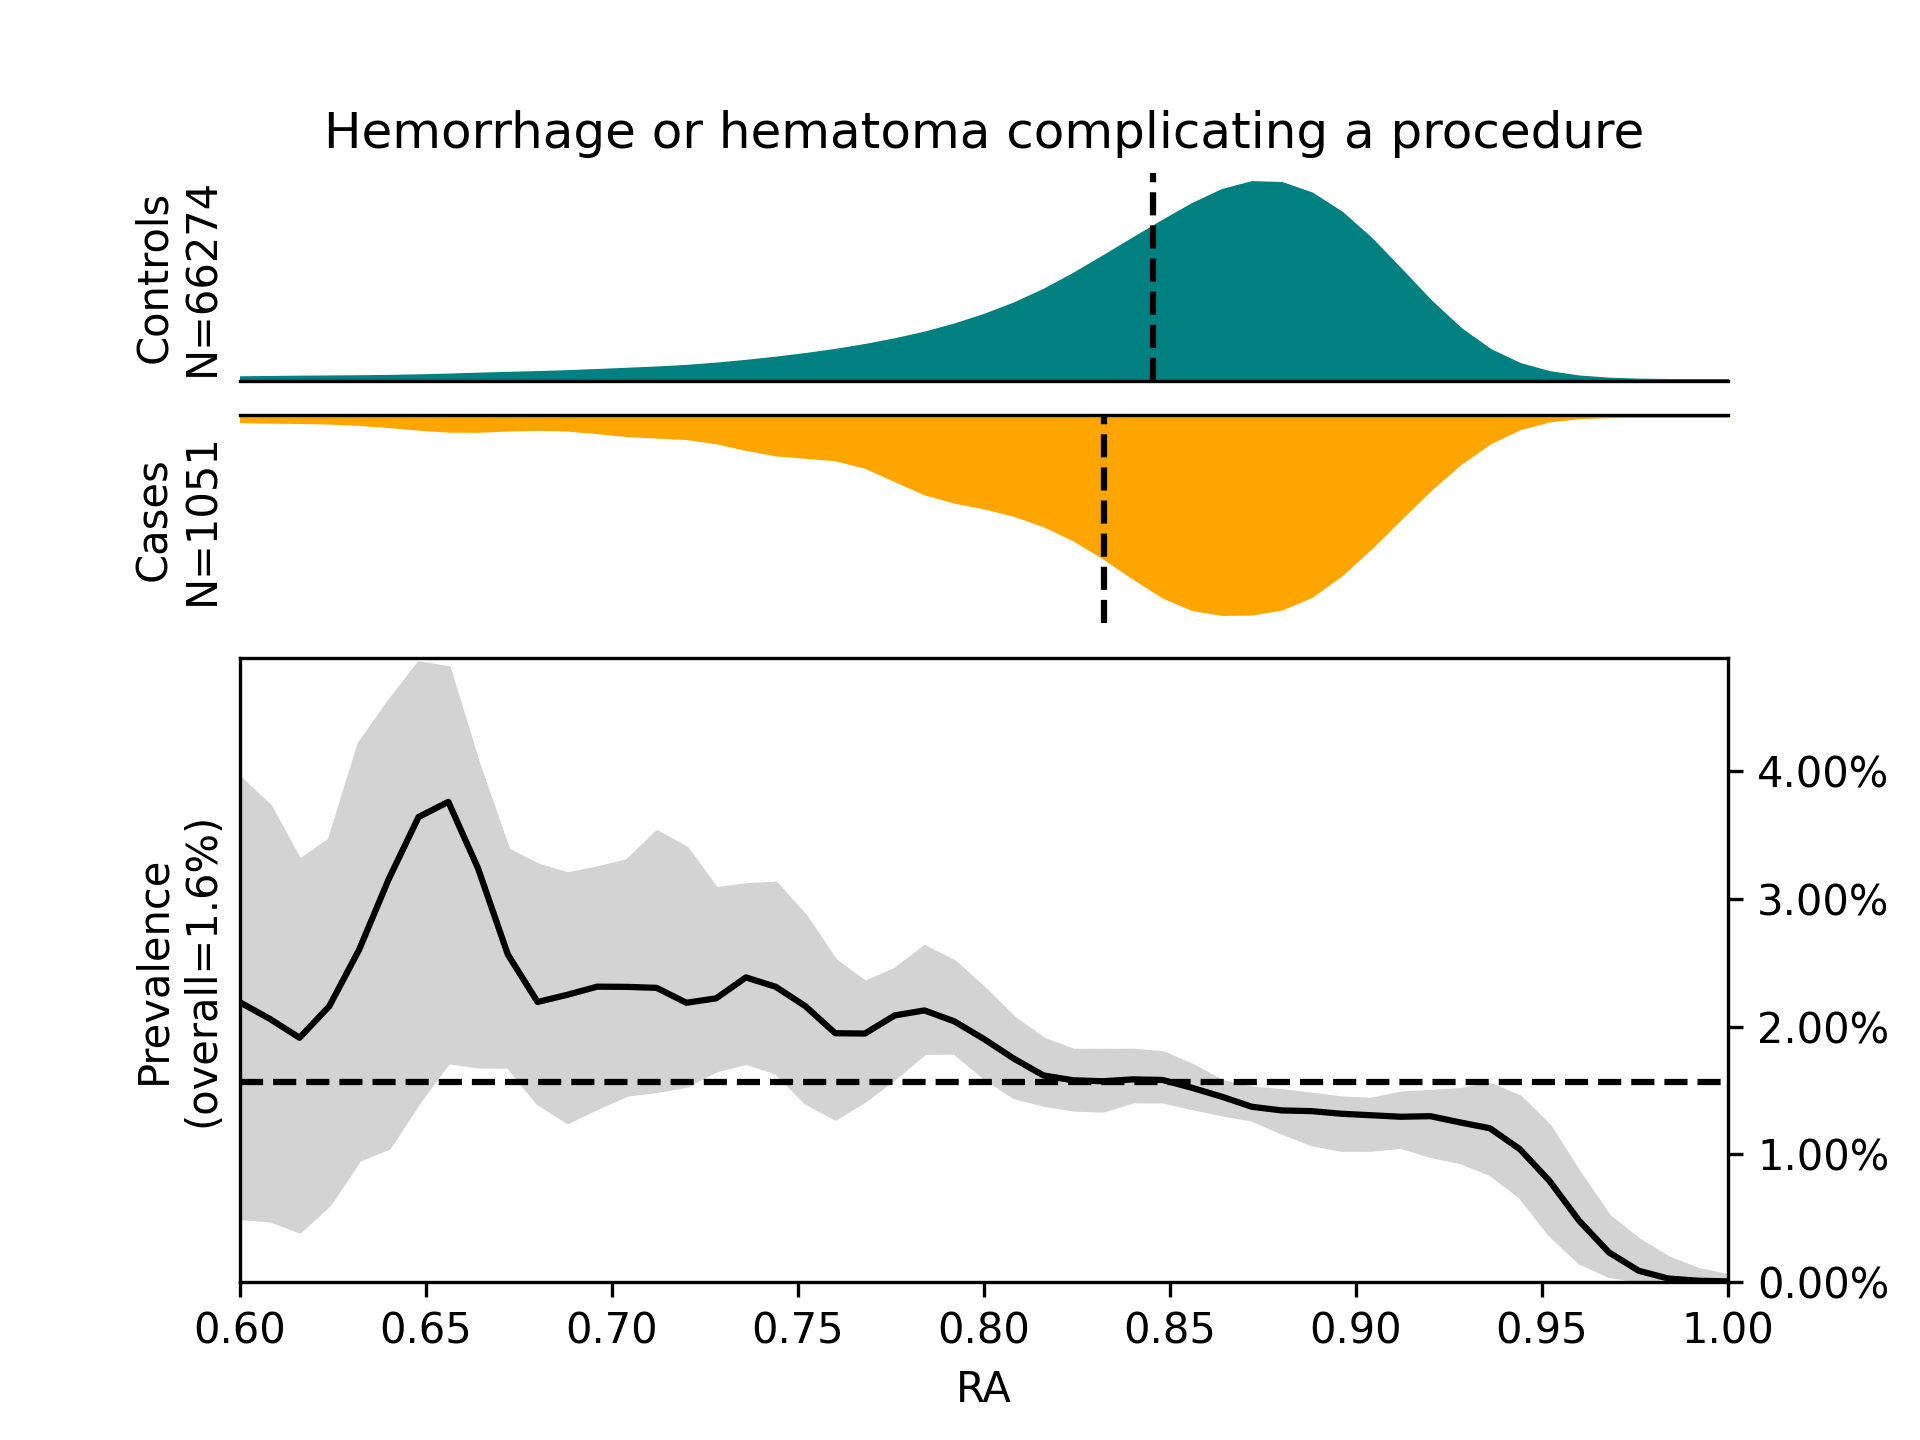 Hemorrhage or hematoma complicating a procedure
Controls
N=66274
Cases
N=1051
Prevalence
(overall=1.6%)
4.00%
3.00%
2.00%
1.00%
0.00%
0.60 0.65 0.70 0.75 0.80 0.85 0.90 0.95 1.00
RA